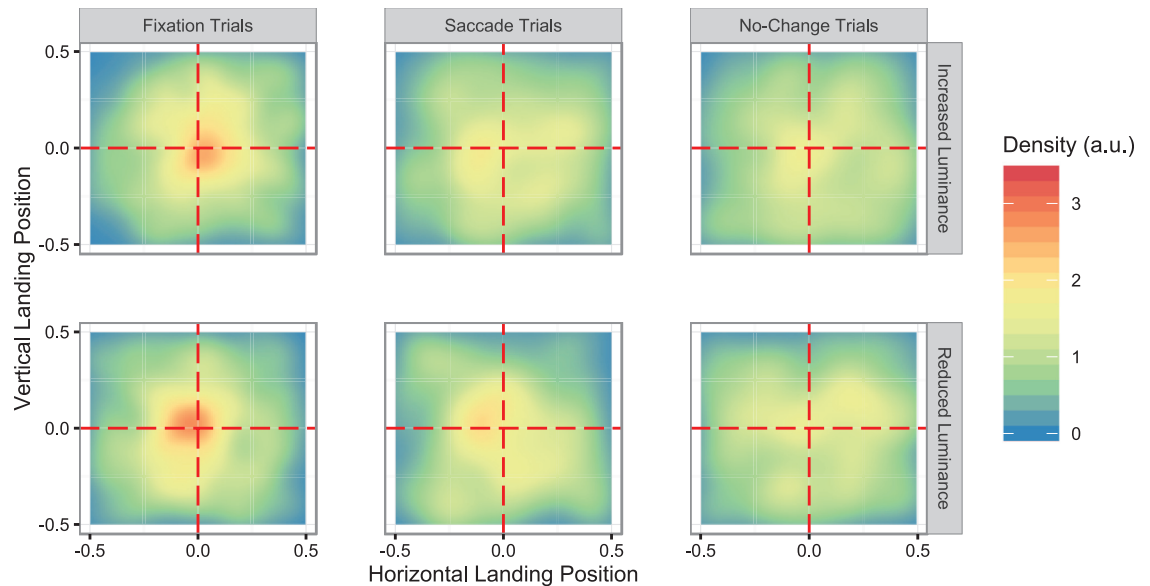 Fixation Trials
Saccade Trials
No-Change Trials
0.5
0.0
-0.5
Increased Luminance
0.5
0.0
-0.5
Reduced Luminance
-0.5
0.0
0.5
-0.5
0.0
0.5
-0.5
0.0
0.5
Vertical Landing Position
Horizontal Landing Position
Density (a.u.)
3
2
1
0